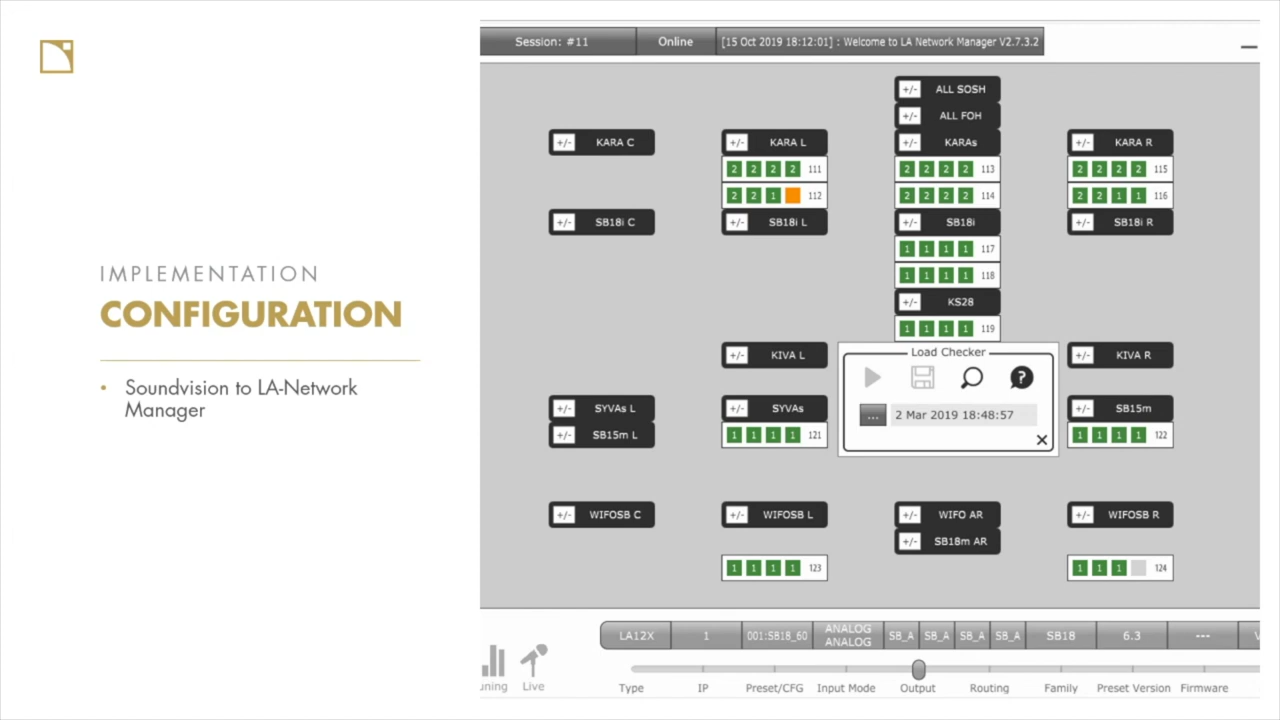 IMPLEMENTATION
CONFIGURATION
• Soundvision to LA-Network
Manager
Session: #11 Online [15 Oct 2019 18:12:01] : Welcome to LA Network Manager V2.7.3.2
+/- ALL SOSH
+/- ALL FOH
+/- KARA C +/- KARA L +/- KARAs +/- KARA R
2 2 2 2 111 2 2 2 2 113 2 2 2 2 115
2 2 1 112 2 2 2 2 114 2 2 1 1 116
+/- SB18i C +/- SB18i L +/- SB18i +/- SB18i R
1 1 1 1 117
1 1 1 1 118
+/- KS28
1 1 1 1 119
+/- KIVA L Load Checker +/- KIVA R
?
+/- SYVAs L +/- SYVAs ... 2 Mar 2019 18:48:57 +/- SB15m
+/- SB15m L 1 1 1 1 121 1 1 1 1 122
+/- WIFOSB C +/- WIFOSB L +/- WIFO AR +/- WIFOSB R
+/- SB18m AR
1 1 1 1 123 1 1 1 124
LA12X 1 001:SB18_60 ANALOG ANALOG SB_A SB_A SB_A SB_A SB18 6.3 --- V
uning Live Type IP Preset/CFG Input Mode Output Routing Family Preset Version Firmware